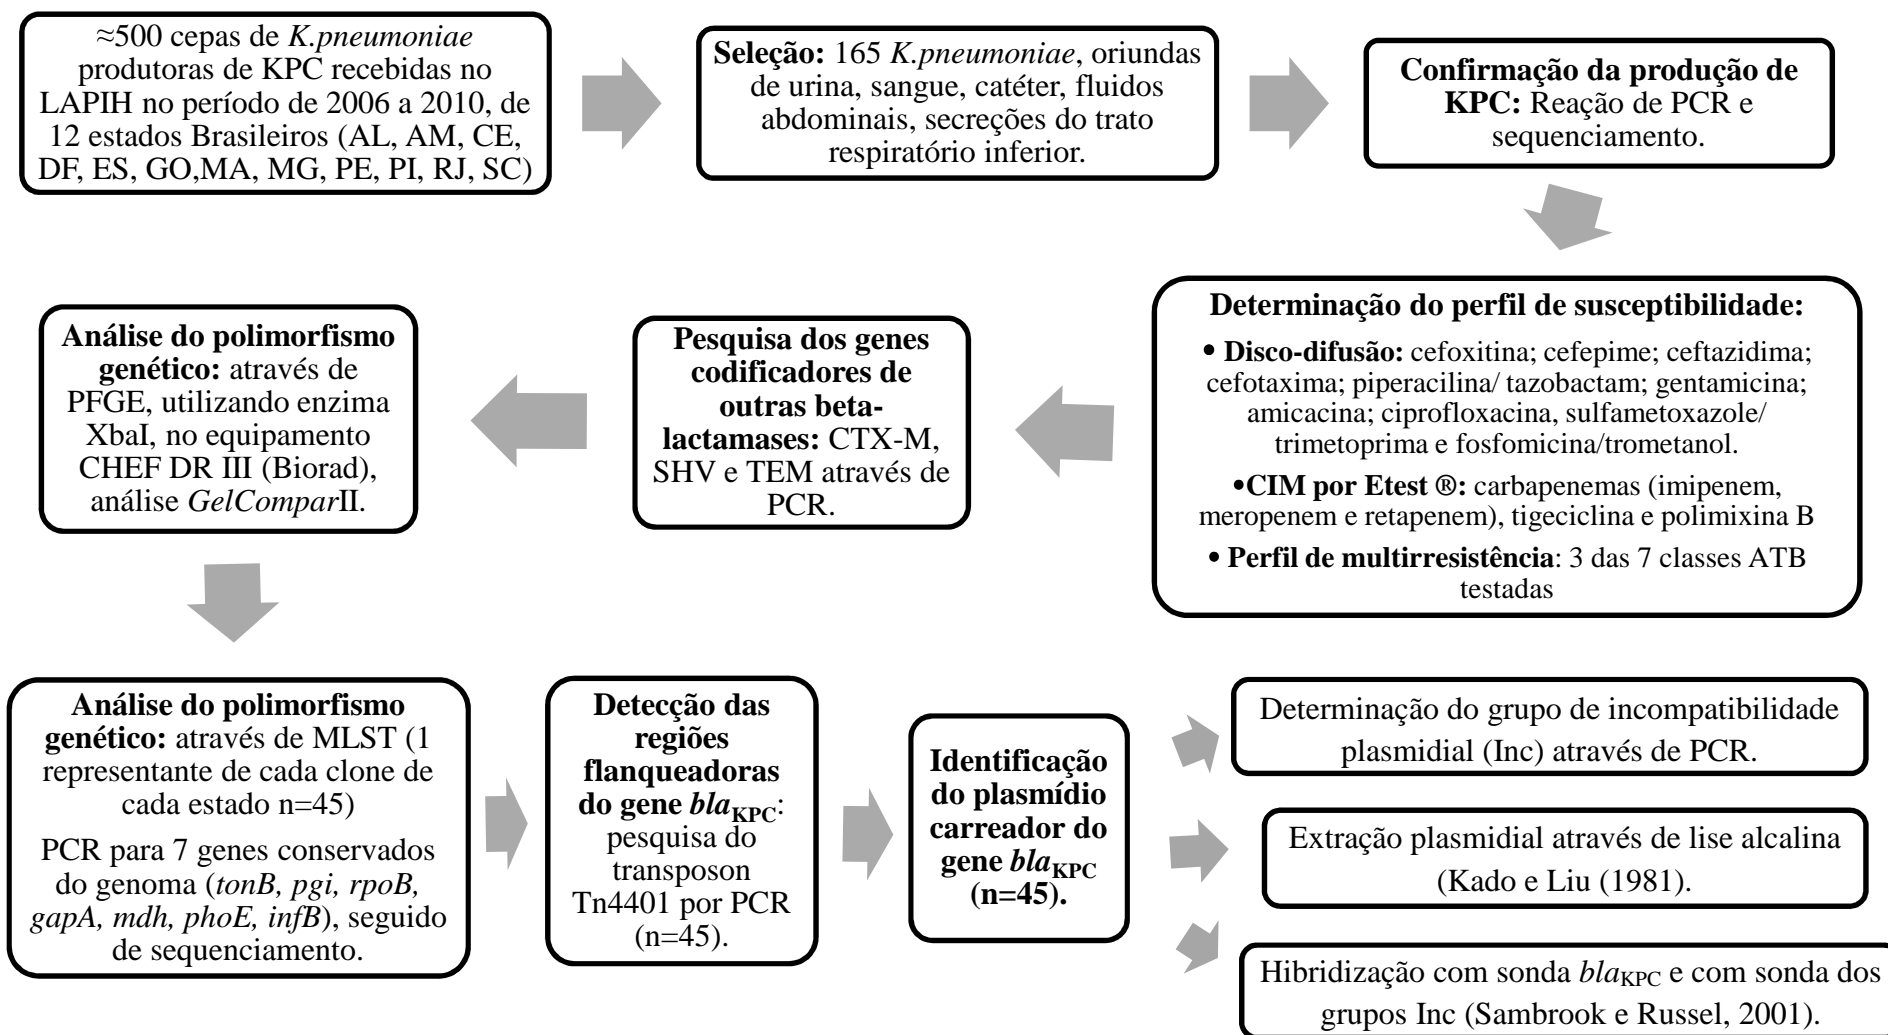 ≈500 cepas de K.pneumoniae
produtoras de KPC recebidas no
LAPIH no período de 2006 a 2010, de
12 estados Brasileiros (AL, AM, CE,
DF, ES, GO,MA, MG, PE, PI, RJ, SC)
Seleção: 165 K.pneumoniae, oriundas
de urina, sangue, catéter, fluidos
abdominais, secreções do trato
respiratório inferior.
Confirmação da produção de
KPC: Reação de PCR e
sequenciamento.
Determinação do perfil de susceptibilidade:
• Disco-difusão: cefoxitina; cefepime; ceftazidima;
cefotaxima; piperacilina/ tazobactam; gentamicina;
amicacina; ciprofloxacina, sulfametoxazole/
trimetoprima e fosfomicina/trometanol.
•CIM por Etest ®: carbapenemas (imipenem,
meropenem e retapenem), tigeciclina e polimixina B
• Perfil de multirresistência: 3 das 7 classes ATB
testadas
Pesquisa dos genes
codificadores de
outras beta-
lactamases: CTX-M,
SHV e TEM através de
PCR.
Análise do polimorfismo
genético: através de
PFGE, utilizando enzima
XbaI, no equipamento
CHEF DR III (Biorad),
análise GelComparII.
Análise do polimorfismo
genético: através de MLST (1
representante de cada clone de
cada estado n=45)
PCR para 7 genes conservados
do genoma (tonB, pgi, rpoB,
gapA, mdh, phoE, infB), seguido
de sequenciamento.
Detecção das
regiões
flanqueadoras
do gene blaKPC:
pesquisa do
transposon
Tn4401 por PCR
(n=45).
Identificação
do plasmídio
carreador do
gene blaKPC
(n=45).
Determinação do grupo de incompatibilidade
plasmidial (Inc) através de PCR.
Extração plasmidial através de lise alcalina
(Kado e Liu (1981).
Hibridização com sonda blaKPC e com sonda dos
grupos Inc (Sambrook e Russel, 2001).